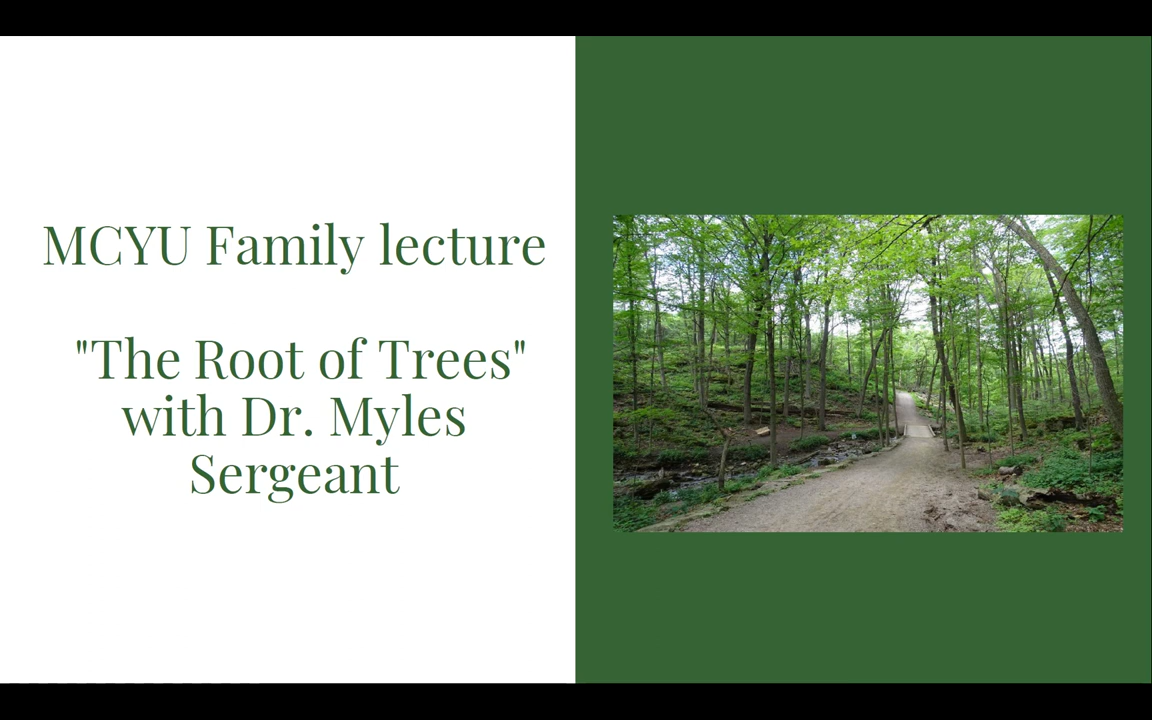 MCYU Family lecture
"The Root of Trees"
with Dr. Myles
Sergeant